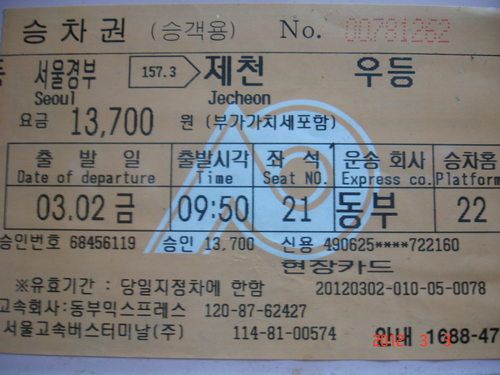 승차권 (승객용) No. 00781262
서울경부 157.3 제천 우등
Seoul Jecheon
요금 13,700 원 (부가가치세포함)
출발일 출발시각 좌석 운송회사 승차홈
Date of departure Time Seat NO. Express co. Platform
03.02 금 09:50 21 동부 22
승인번호 68456119 승인 13,700 신용 490625****722160
현장카드
※유효기간 : 당일지정차에 한함 20120302-010-05-0078
고속회사:동부익스프레스 120-87-62427
서울고속버스터미날(주) 114-81-00574 안내 1688-47